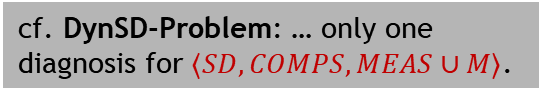 cf. DynSD-Problem: … only one
diagnosis for ⟨SD, COMPS, MEAS ∪ M⟩.